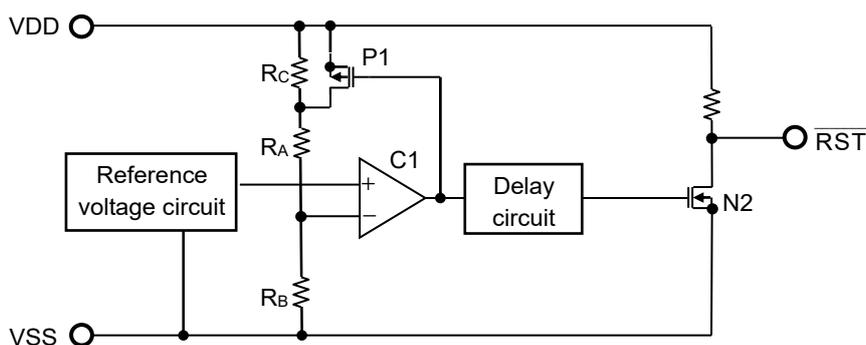 VDD
P1
RC
RA
C1
RST
Reference
voltage circuit
+
−
Delay
circuit
N2
RB
VSS